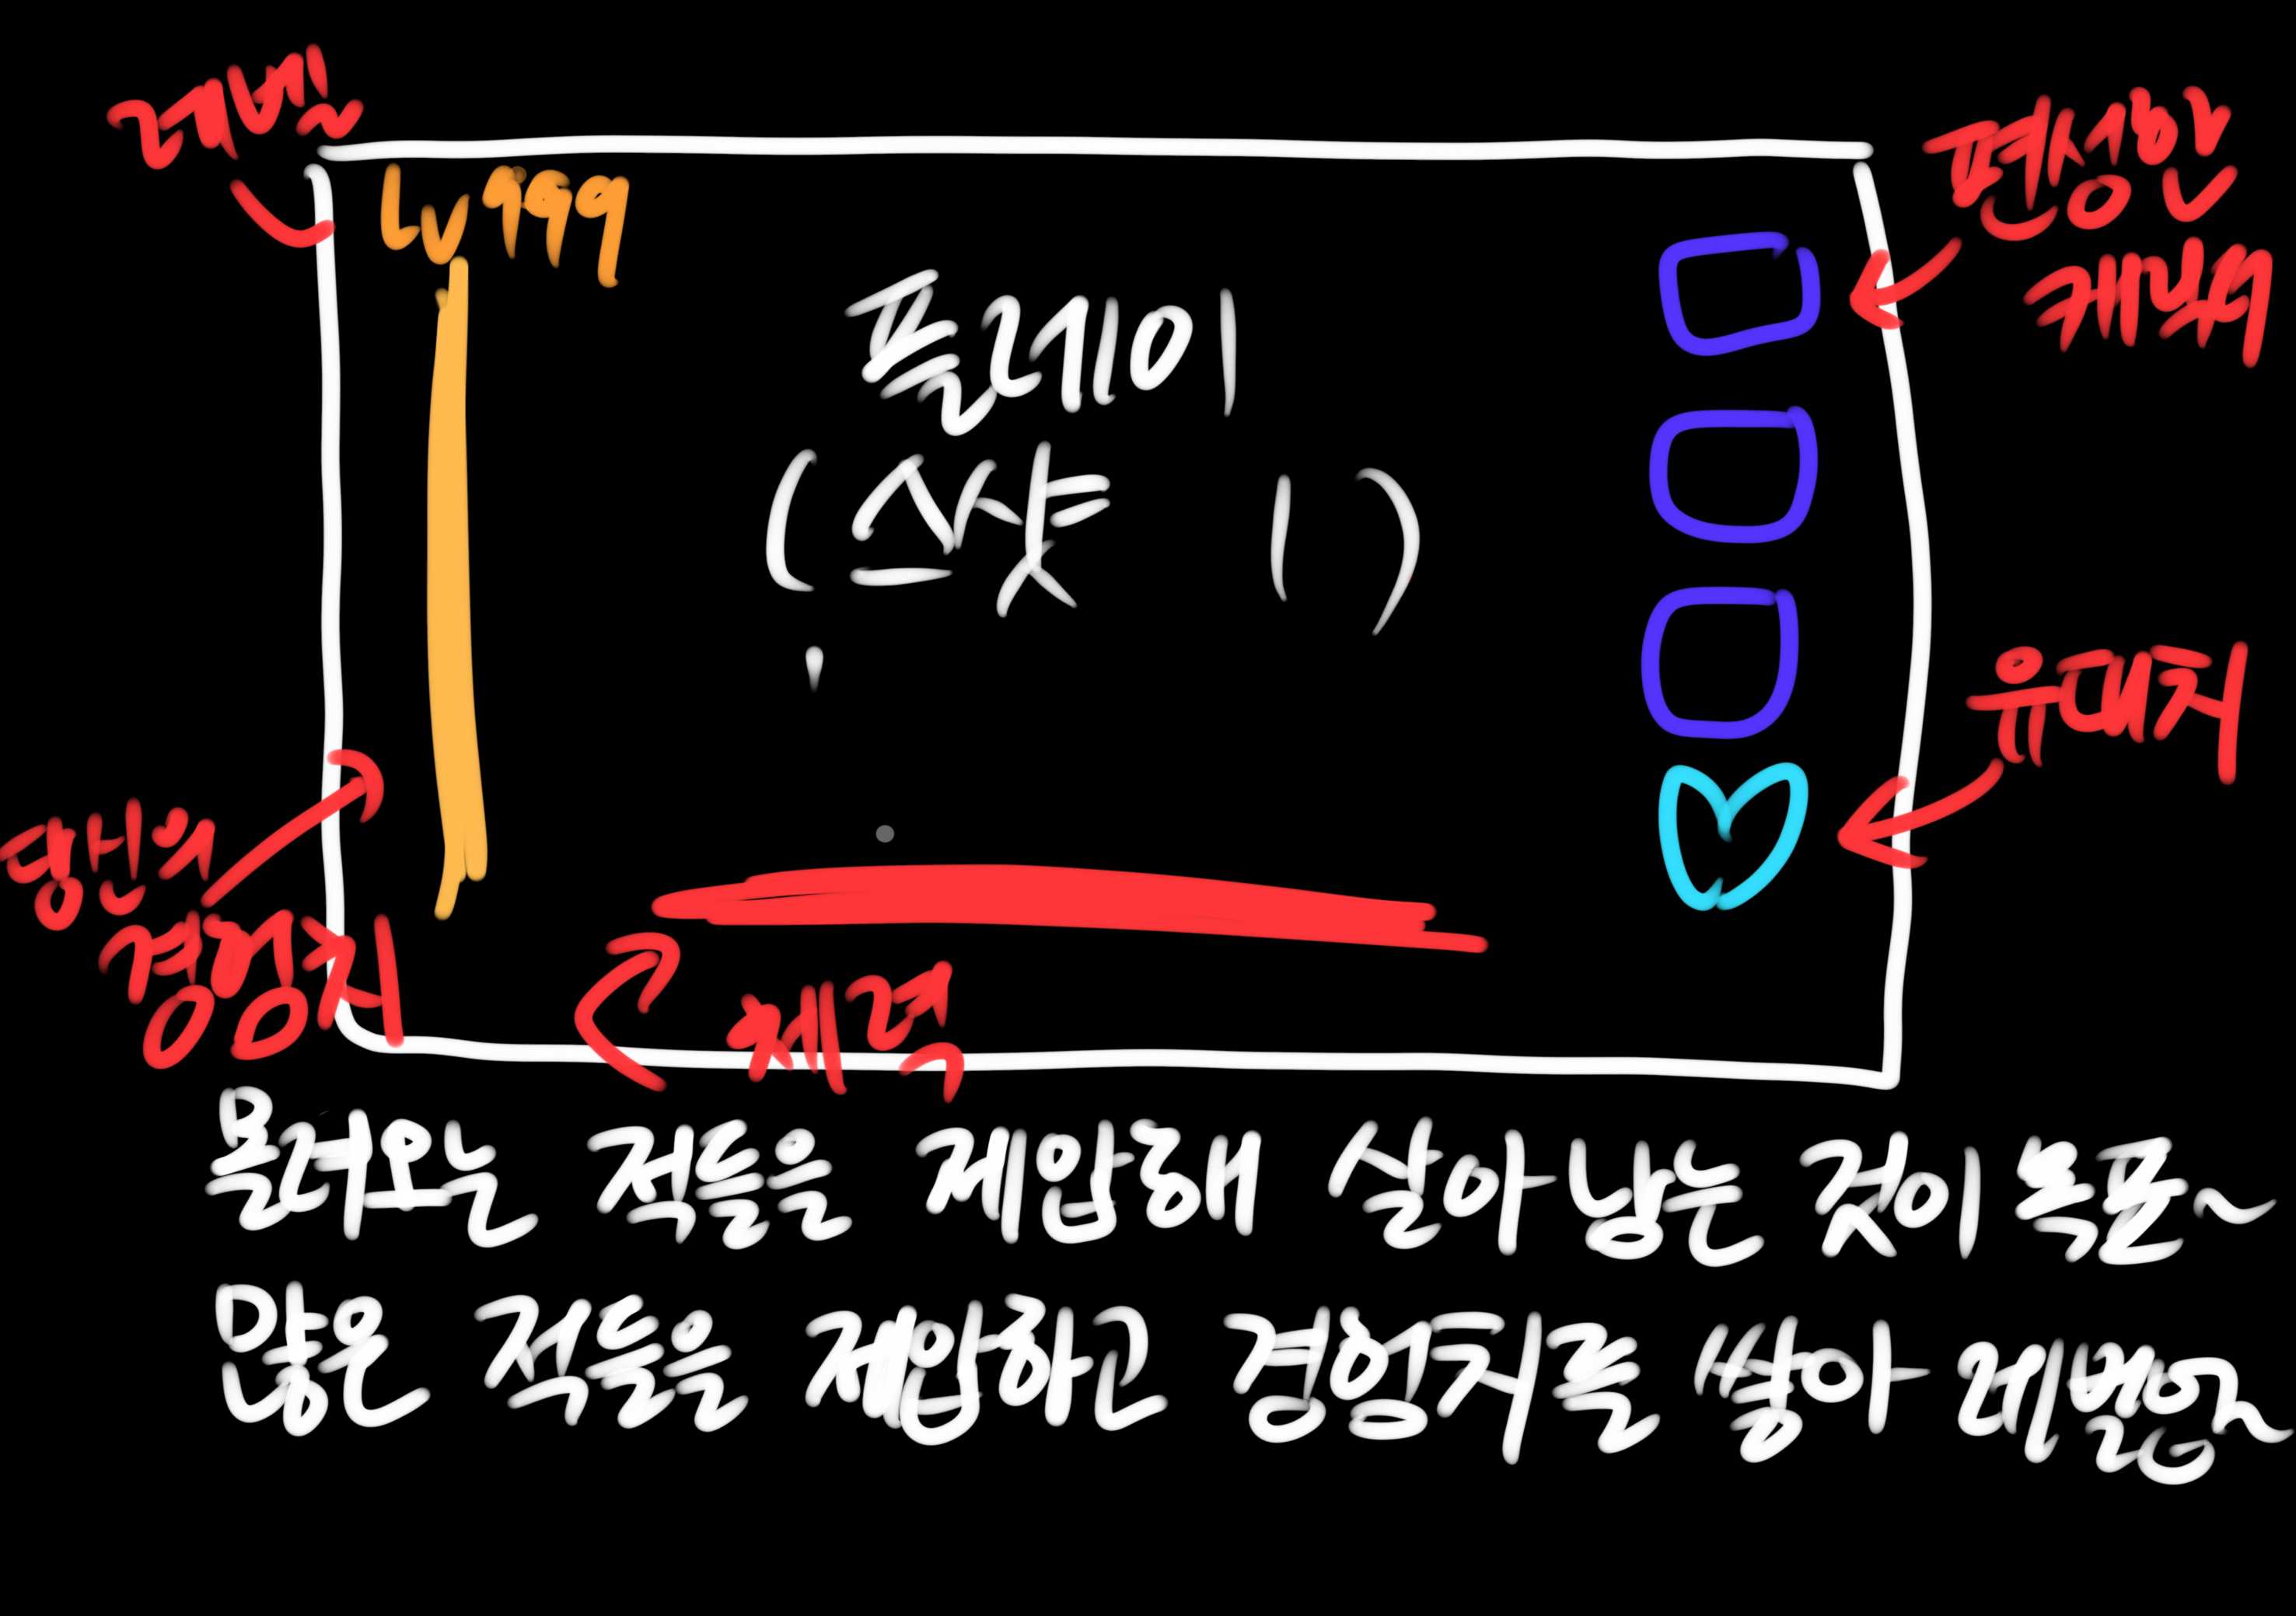 레벨
Lv 999
편성한
캐릭터
플레이
(스샷 1)
유대치
당신의
경험치
체력
몰려오는 적들을 제압해 살아 남는 것이 목표~
많은 적들을 제압하고 경험치를 쌓아 레벨업~